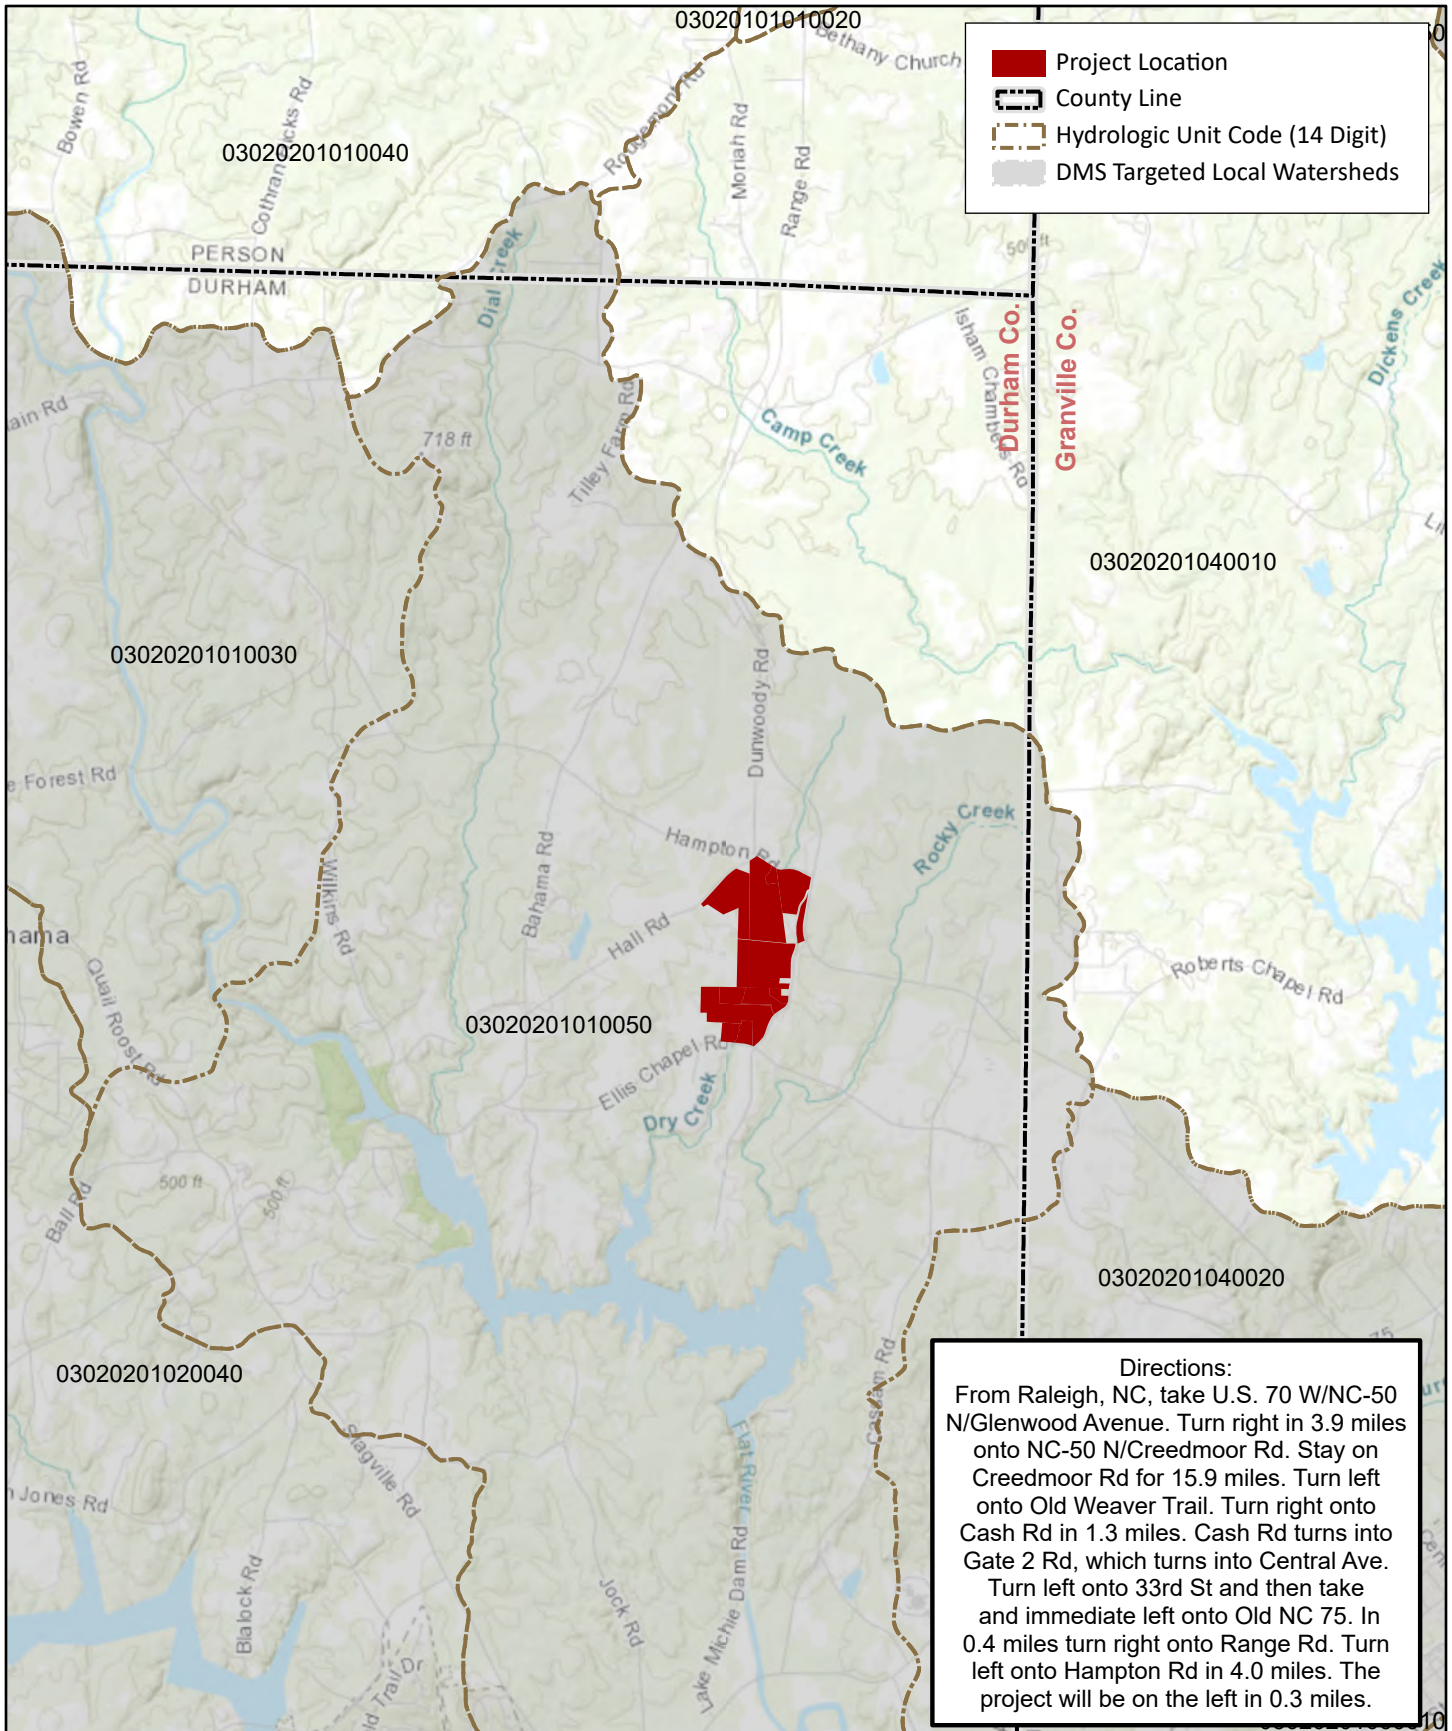 03020101010020
Bethany Church
Project Location
County Line
Hydrologic Unit Code (14 Digit)
DMS Targeted Local Watersheds
Bowen Rd
Rd
Moriah Rd
Range Rd
03020201010040
PERSON
DURHAM
500 ft
Dial Creek
Isham Chambers Rd
Durham Co.
Granville Co.
Dickens Creek
Tilley Farm Rd
718 ft
Camp Creek
03020201040010
03020201010030
Dunwoody Rd
e Forest Rd
Rocky Creek
Hampton Rd
Bahama Rd
Wilkins Rd
Hall Rd
hama
Quail Roost Rd
Roberts Chapel Rd
03020201010050
Ellis Chapel Rd
Dry Creek
500 ft
500 ft
Ball Rd
03020201040020
75
03020201020040
Stagville Rd
Flat River
n Jones Rd
Blalock Rd
Jock Rd
Lake Michie Dam Rd
Trail Dr
Directions:
From Raleigh, NC, take U.S. 70 W/NC-50
N/Glenwood Avenue. Turn right in 3.9 miles
onto NC-50 N/Creedmoor Rd. Stay on
Creedmoor Rd for 15.9 miles. Turn left
onto Old Weaver Trail. Turn right onto
Cash Rd in 1.3 miles. Cash Rd turns into
Gate 2 Rd, which turns into Central Ave.
Turn left onto 33rd St and then take
and immediate left onto Old NC 75. In
0.4 miles turn right onto Range Rd. Turn
left onto Hampton Rd in 4.0 miles. The
project will be on the left in 0.3 miles.